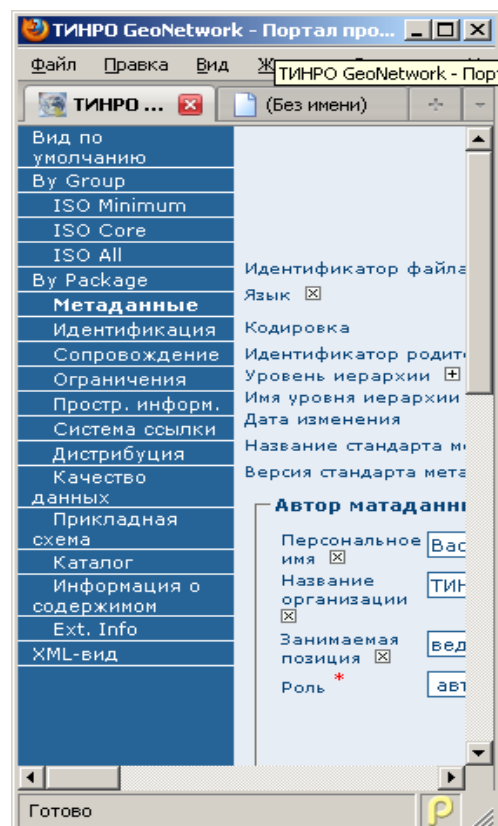 ТИНРО GeoNetwork - Портал про...
Файл Правка Вид
ТИНРО GeoNetwork - Пор
ТИНРО ...
(Без имени)
Вид по
умолчанию
By Group
ISO Minimum
ISO Core
ISO All
By Package
Метаданные
Идентификация
Сопровождение
Ограничения
Простр. информ.
Система ссылки
Дистрибуция
Качество
данных
Прикладная
схема
Каталог
Информация о
содержимом
Ext. Info
XML-вид
Идентификатор файла
Язык
Кодировка
Идентификатор родит
Уровень иерархии
Имя уровня иерархии
Дата изменения
Название стандарта м
Версия стандарта мета
Автор матаданны
Персональное
имя
Вас
Название
организации
ТИН
Занимаемая
позиция
вед
Роль *
авт
Готово